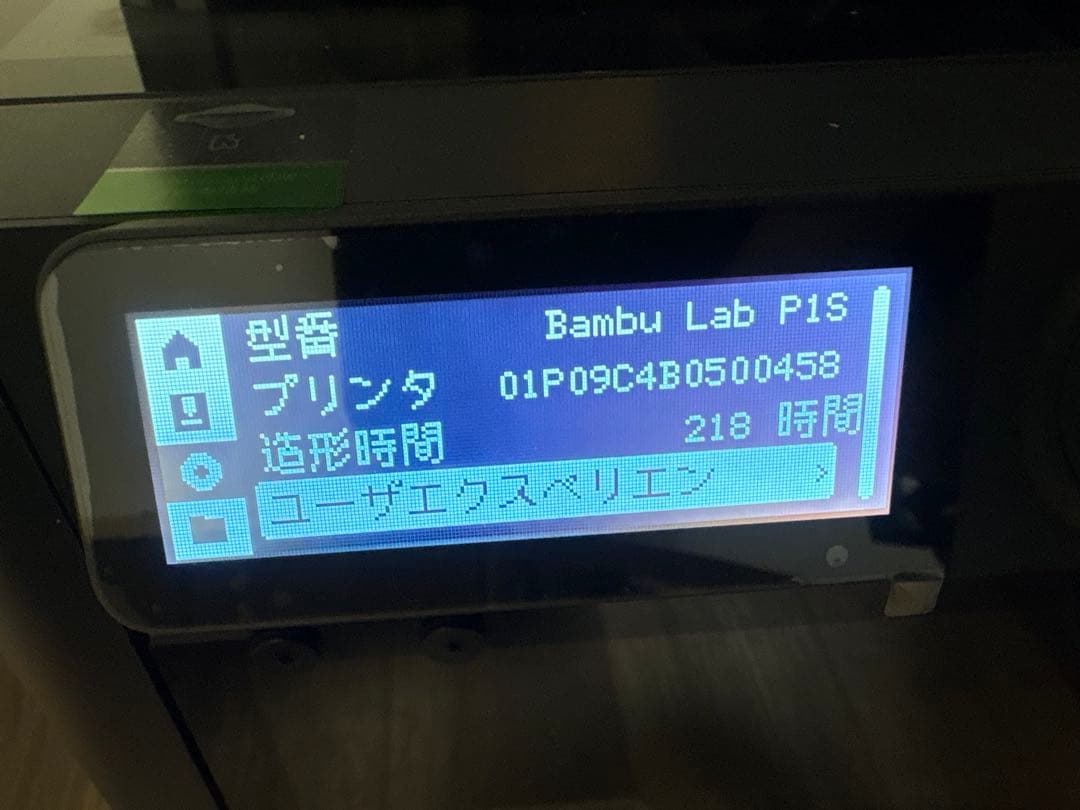 型番 Bambu Lab P1S
プリンタ 01P09C4B0500458
造形時間 218 時間
ユーザエクスペリエン >